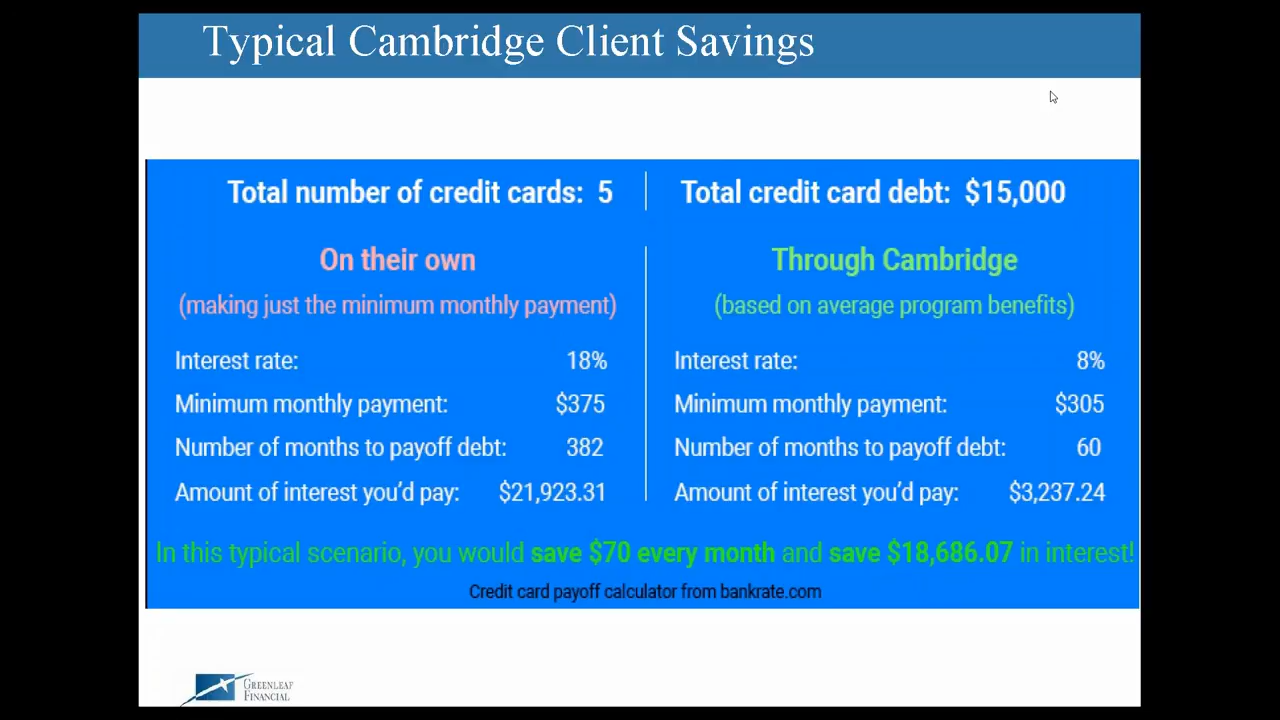 Typical Cambridge Client Savings
Total number of credit cards: 5
Total credit card debt: $15,000
On their own
(making just the minimum monthly payment)
Interest rate: 18%
Minimum monthly payment: $375
Number of months to payoff debt: 382
Amount of interest you'd pay: $21,923.31
Through Cambridge
(based on average program benefits)
Interest rate: 8%
Minimum monthly payment: $305
Number of months to payoff debt: 60
Amount of interest you'd pay: $3,237.24
In this typical scenario, you would save $70 every month and save $18,686.07 in interest!
Credit card payoff calculator from bankrate.com
GREENLEAF
FINANCIAL